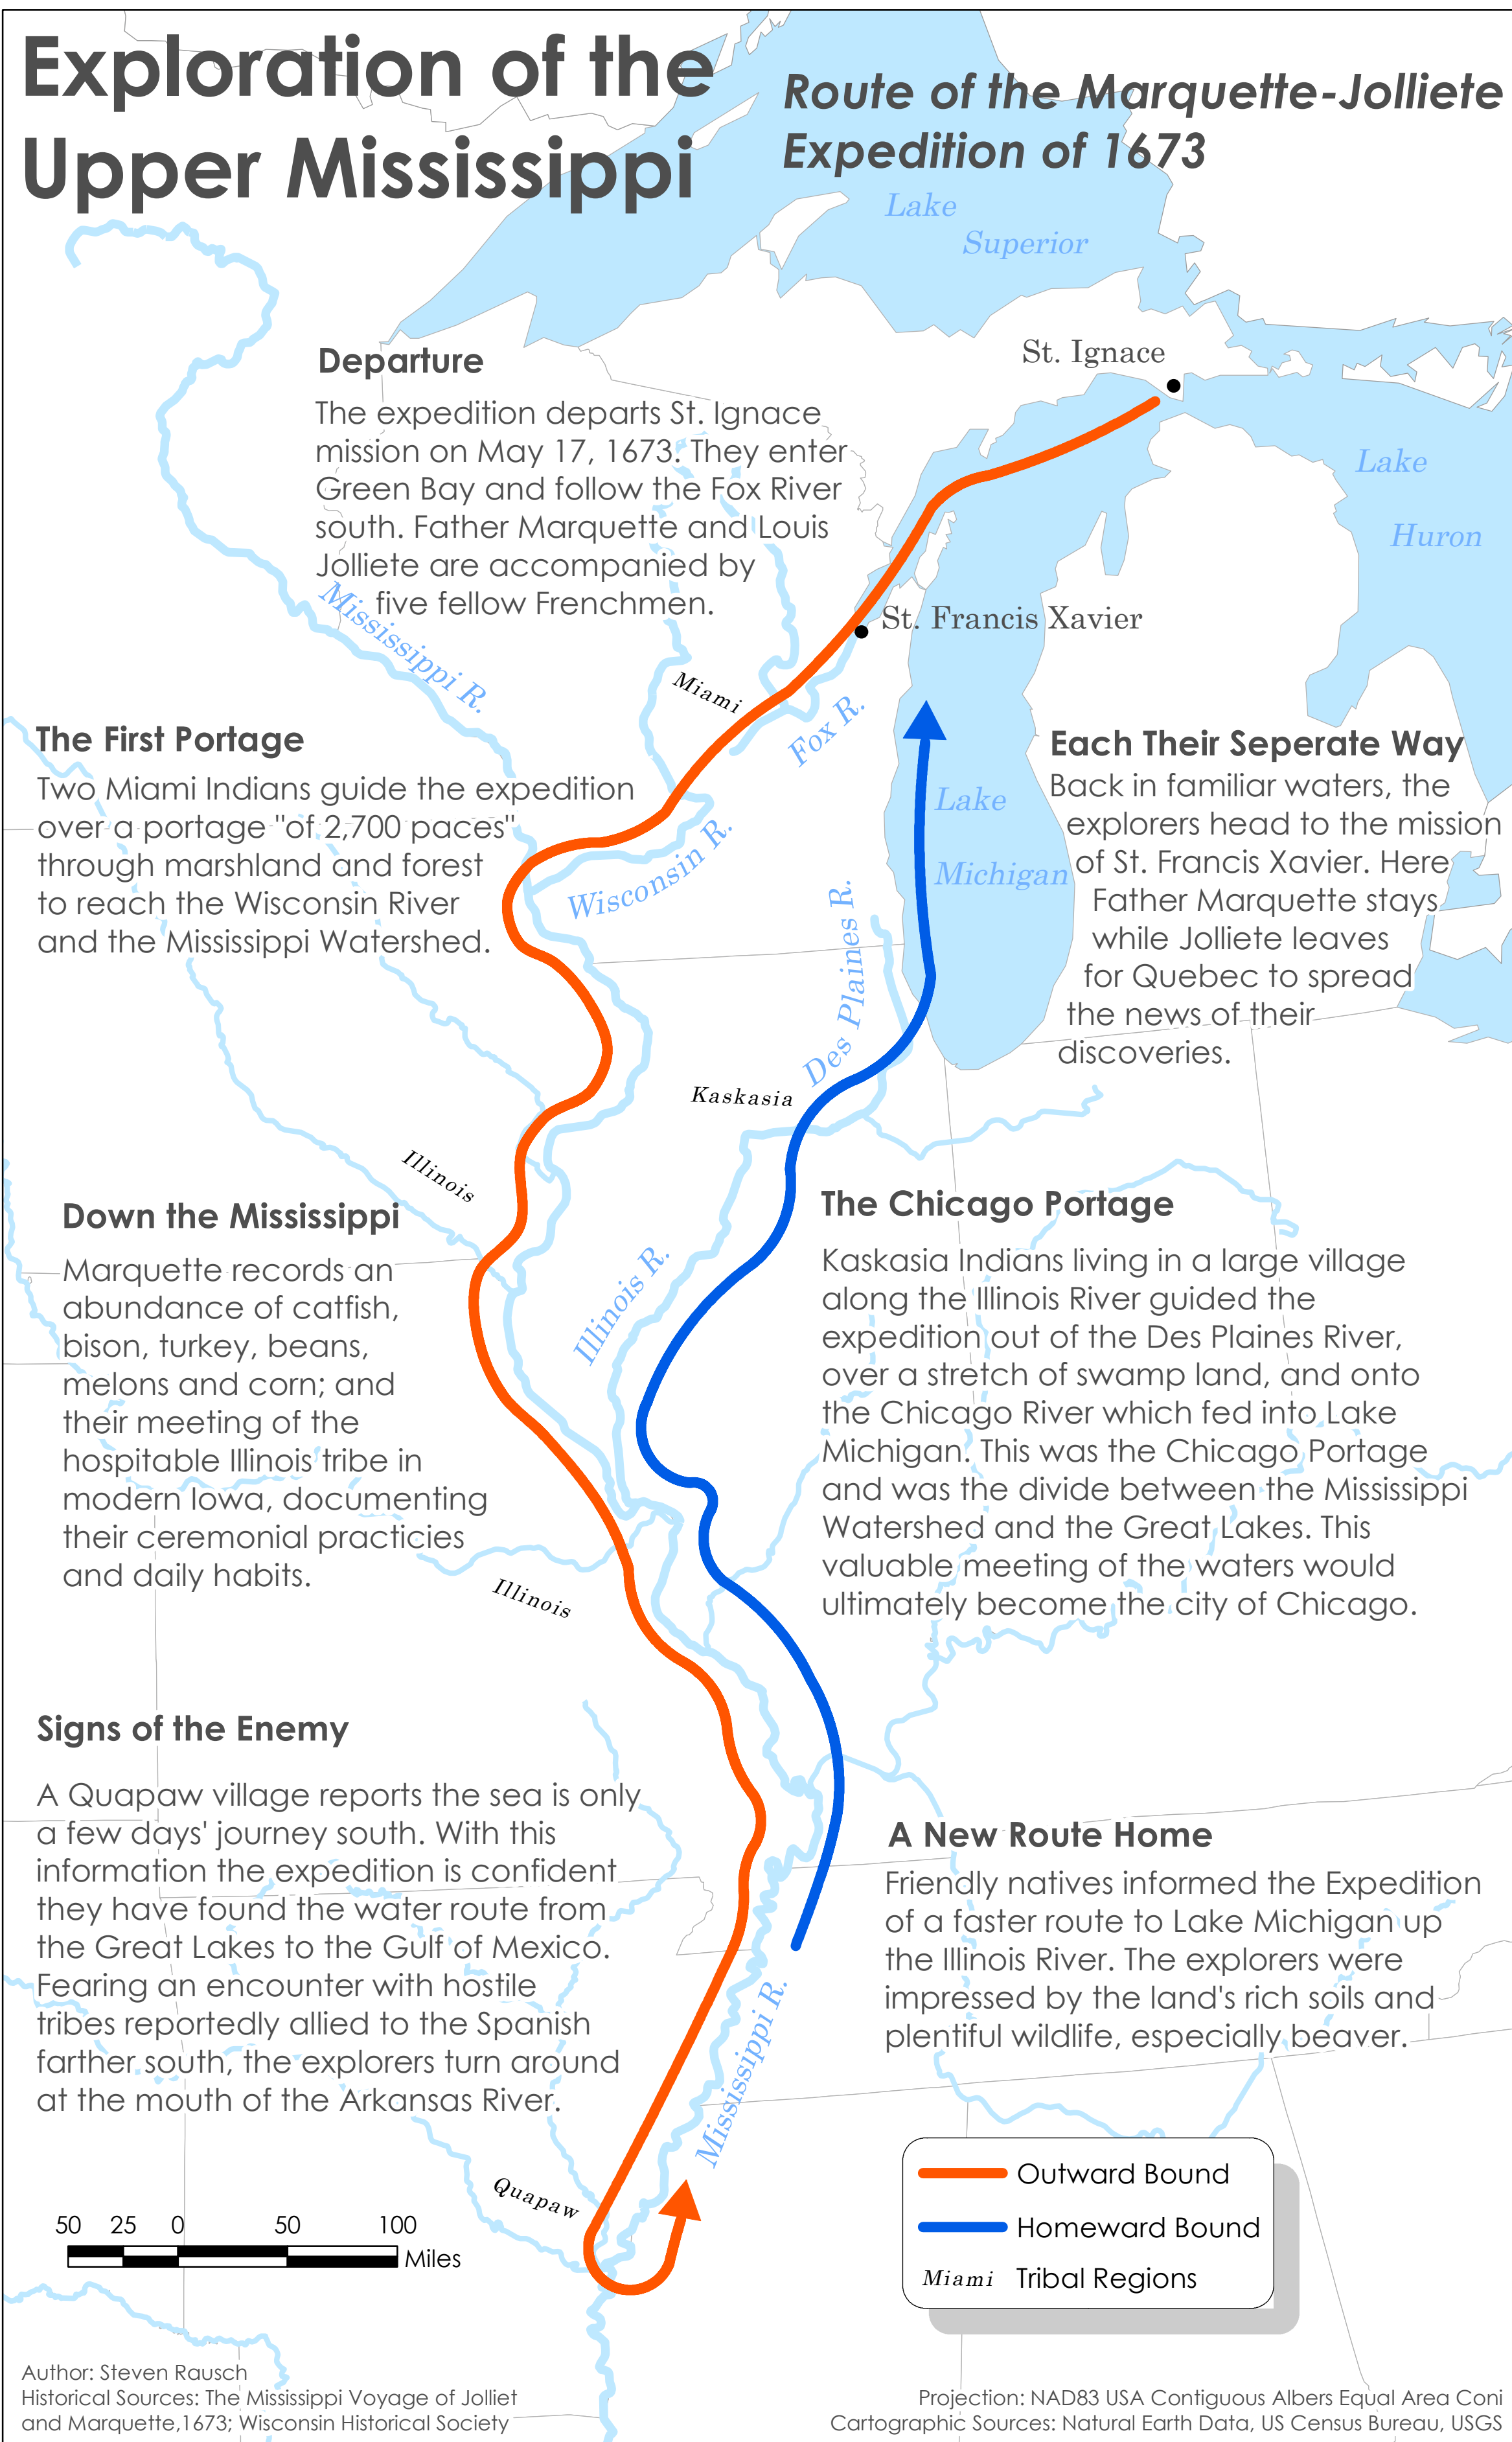 Exploration of the
Upper Mississippi
Route of the Marquette-Jolliete
Expedition of 1673
Lake
Superior
St. Ignace
Departure
The expedition departs St. Ignace
mission on May 17, 1673. They enter
Green Bay and follow the Fox River
south. Father Marquette and Louis
Jolliete are accompanied by
five fellow Frenchmen.
Lake
Huron
Mississippi R.
St. Francis Xavier
Miami
Fox R.
The First Portage
Two Miami Indians guide the expedition
over a portage "of 2,700 paces"
through marshland and forest
to reach the Wisconsin River
and the Mississippi Watershed.
Wisconsin R.
Lake
Michigan
Each Their Seperate Way
Back in familiar waters, the
explorers head to the mission
of St. Francis Xavier. Here
Father Marquette stays
while Jolliete leaves
for Quebec to spread
the news of their
discoveries.
Des Plaines R.
Kaskasia
Illinois
Down the Mississippi
Marquette records an
abundance of catfish,
bison, turkey, beans,
melons and corn; and
their meeting of the
hospitable Illinois tribe in
modern Iowa, documenting
their ceremonial practicies
and daily habits.
Illinois R.
The Chicago Portage
Kaskasia Indians living in a large village
along the Illinois River guided the
expedition out of the Des Plaines River,
over a stretch of swamp land, and onto
the Chicago River which fed into Lake
Michigan. This was the Chicago Portage
and was the divide between the Mississippi
Watershed and the Great Lakes. This
valuable meeting of the waters would
ultimately become the city of Chicago.
Illinois
Signs of the Enemy
A Quapaw village reports the sea is only
a few days' journey south. With this
information the expedition is confident
they have found the water route from
the Great Lakes to the Gulf of Mexico.
Fearing an encounter with hostile
tribes reportedly allied to the Spanish
farther south, the explorers turn around
at the mouth of the Arkansas River.
A New Route Home
Friendly natives informed the Expedition
of a faster route to Lake Michigan up
the Illinois River. The explorers were
impressed by the land's rich soils and
plentiful wildlife, especially beaver.
Mississippi R.
Quapaw
50 25 0 50 100
Miles
Outward Bound
Homeward Bound
Miami Tribal Regions
Author: Steven Rausch
Historical Sources: The Mississippi Voyage of Jolliet
and Marquette,1673; Wisconsin Historical Society
Projection: NAD83 USA Contiguous Albers Equal Area Coni
Cartographic Sources: Natural Earth Data, US Census Bureau, USGS